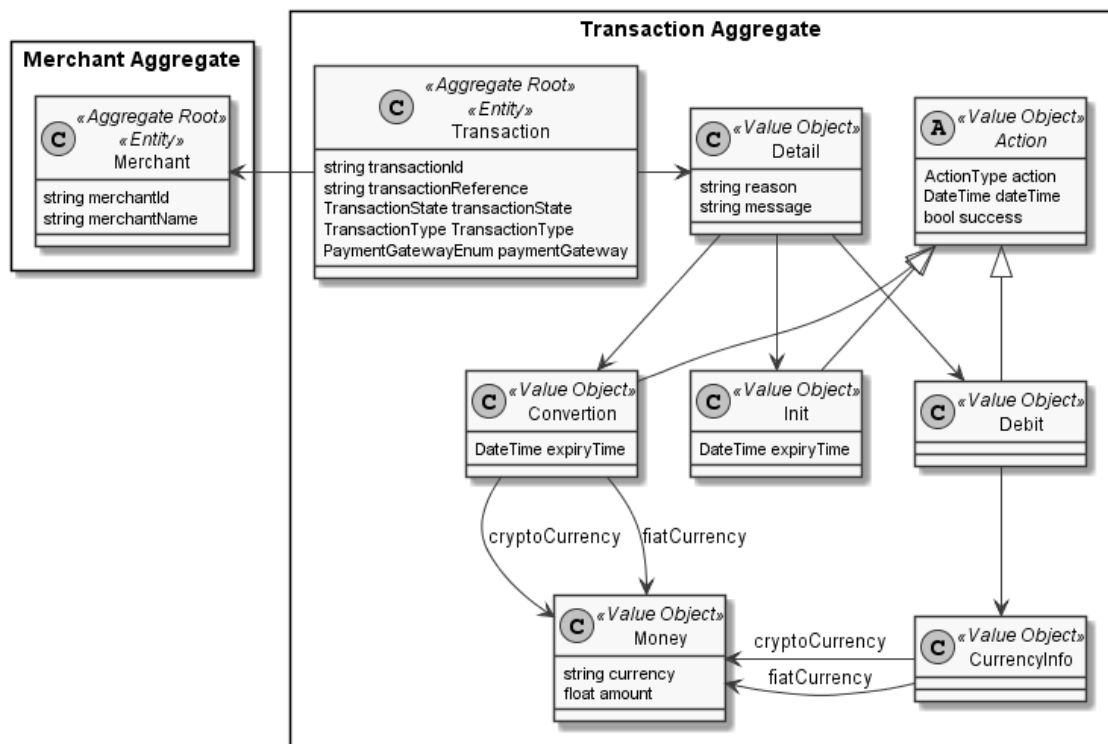 Transaction Aggregate
Merchant Aggregate
C
«Aggregate Root»
«Entity»
Merchant
string merchantId
string merchantName
C
«Aggregate Root»
«Entity»
Transaction
string transactionId
string transactionReference
TransactionState transactionState
TransactionType TransactionType
PaymentGatewayEnum paymentGateway
C
«Value Object»
Detail
string reason
string message
A
«Value Object»
Action
ActionType action
DateTime dateTime
bool success
C
«Value Object»
Convertion
DateTime expiryTime
C
«Value Object»
Init
DateTime expiryTime
C
«Value Object»
Debit
cryptoCurrency
fiatCurrency
C
«Value Object»
Money
string currency
float amount
cryptoCurrency
fiatCurrency
C
«Value Object»
CurrencyInfo